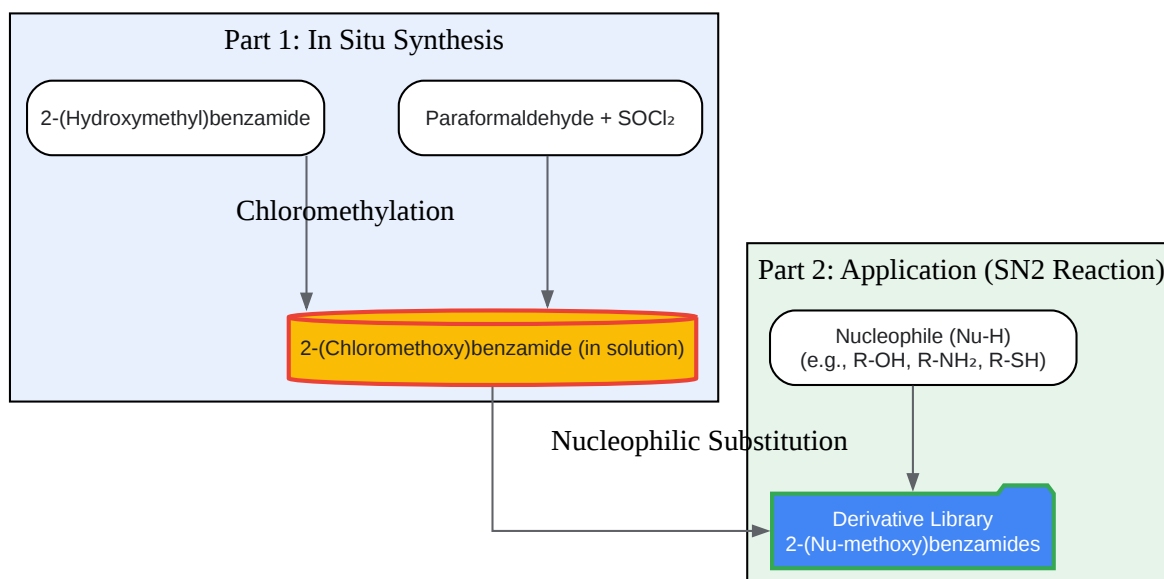 Part 1: In Situ Synthesis
2-(Hydroxymethyl)benzamide
Paraformaldehyde + SOCl₂
Chloromethylation
2-(Chloromethoxy)benzamide (in solution)
Part 2: Application (SN2 Reaction)
Nucleophile (Nu-H)
(e.g., R-OH, R-NH₂, R-SH)
Nucleophilic Substitution
Derivative Library
2-(Nu-methoxy)benzamides